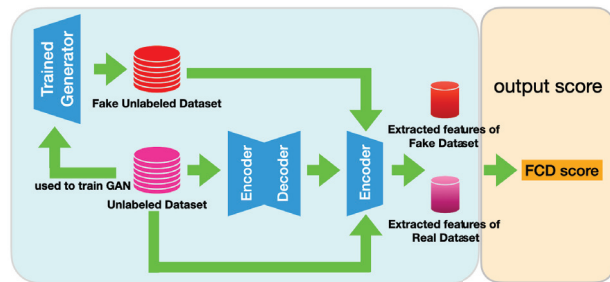 Trained
Generator
Fake Unlabeled Dataset
used to train GAN
Unlabeled Dataset
Encoder
Decoder
Encoder
Extracted features of
Fake Dataset
Extracted features of
Real Dataset
output score
FCD score